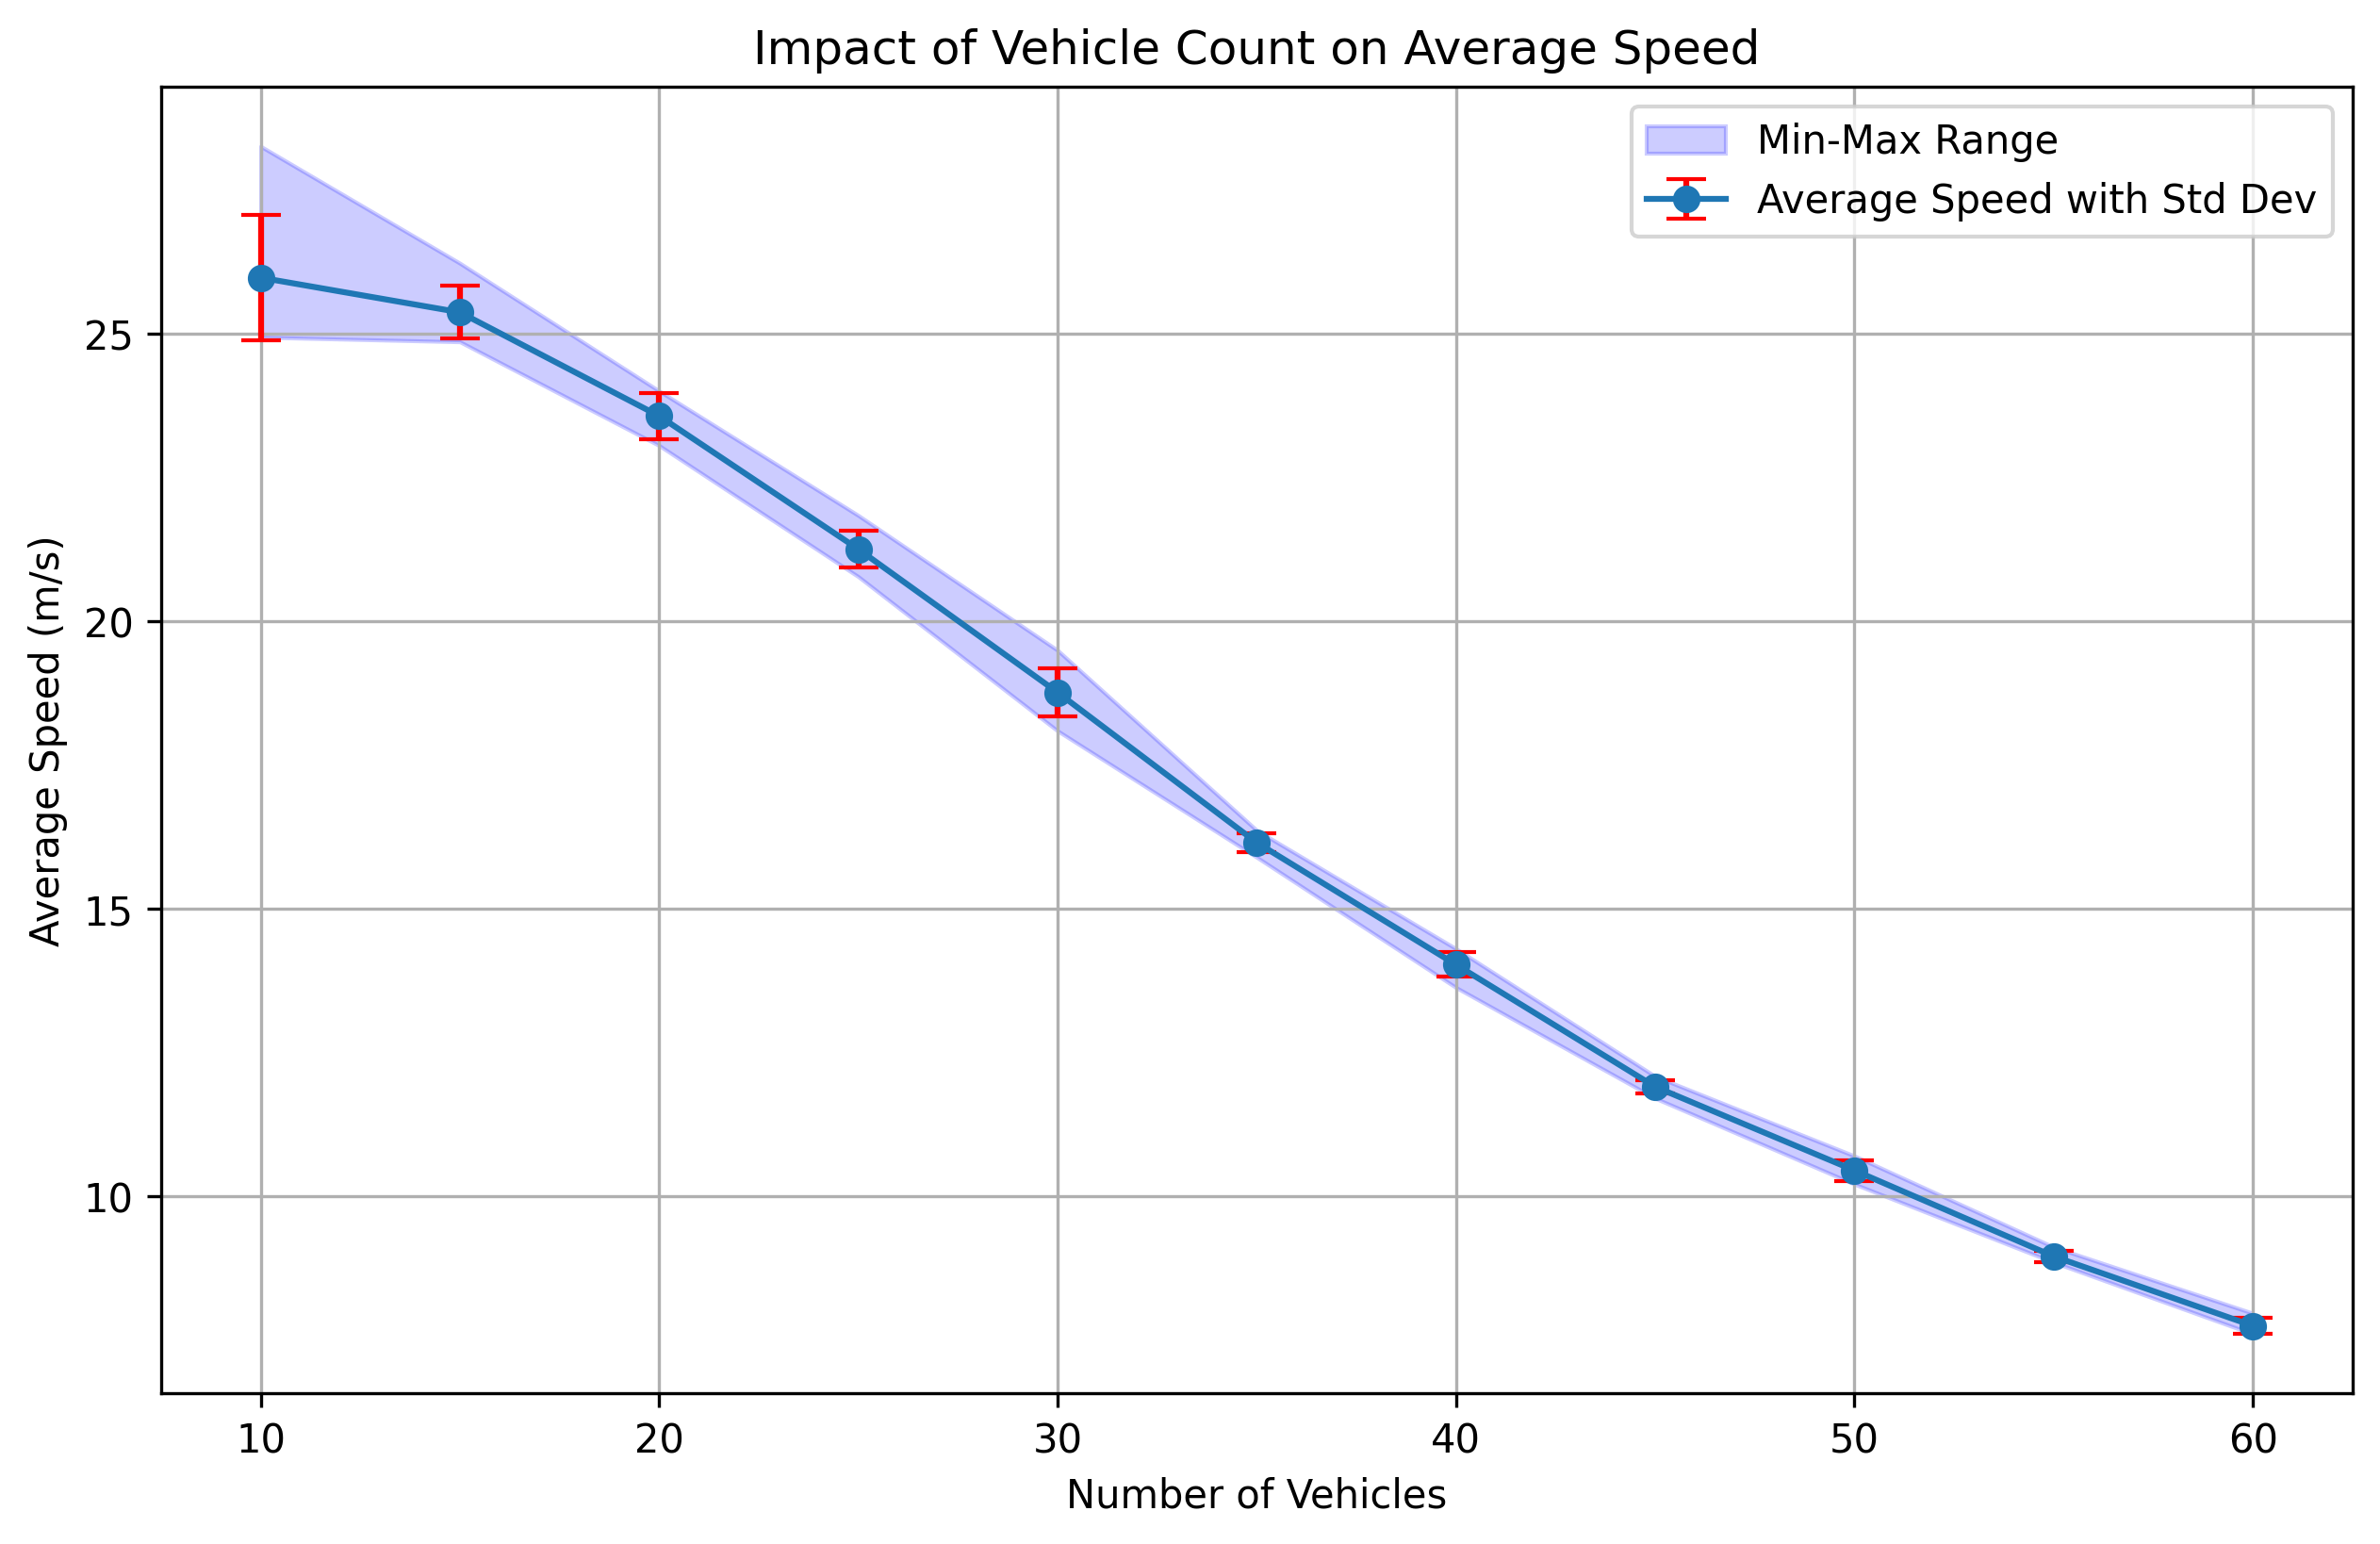 Impact of Vehicle Count on Average Speed
Min-Max Range
Average Speed with Std Dev
Average Speed (m/s)
25
20
15
10
10 20 30 40 50 60
Number of Vehicles